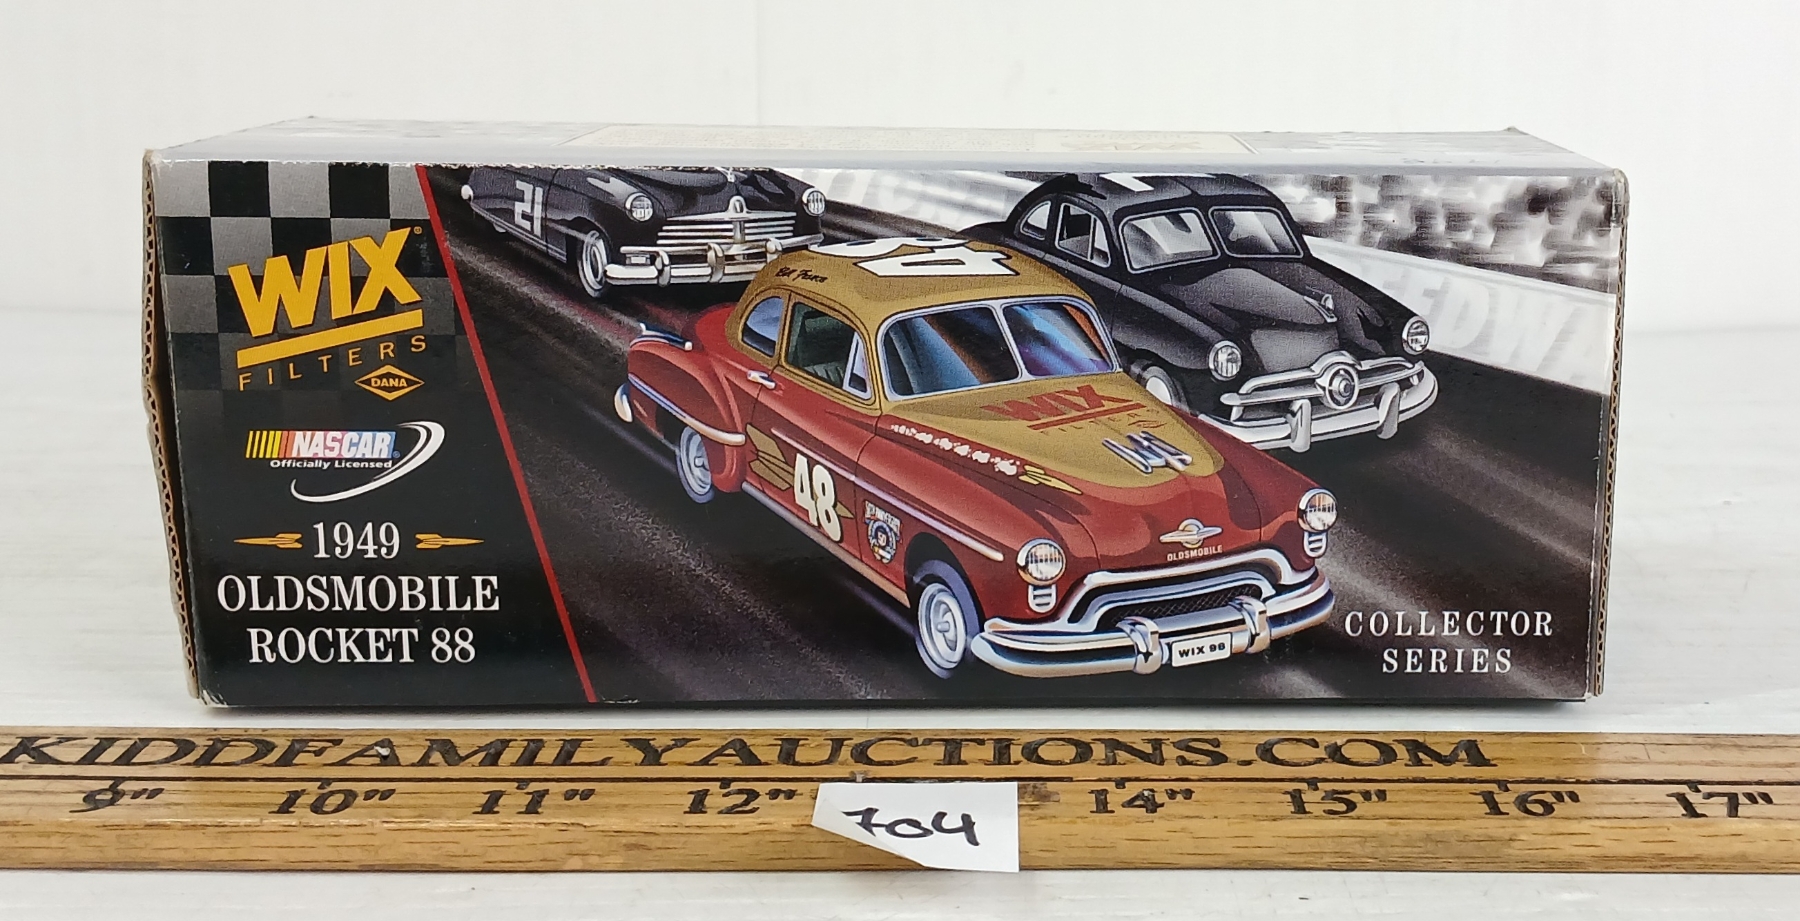 21
WIX®
FILTERS
DANA
NASCAR®
Officially Licensed
1949
OLDSMOBILE
ROCKET 88
48
WIX
FILTERS
48
50
OLDSMOBILE
WIX 98
COLLECTOR
SERIES
KIDDFAMILYAUCTIONS.COM
9" 10" 11" 12" 14" 15" 16" 17"
704